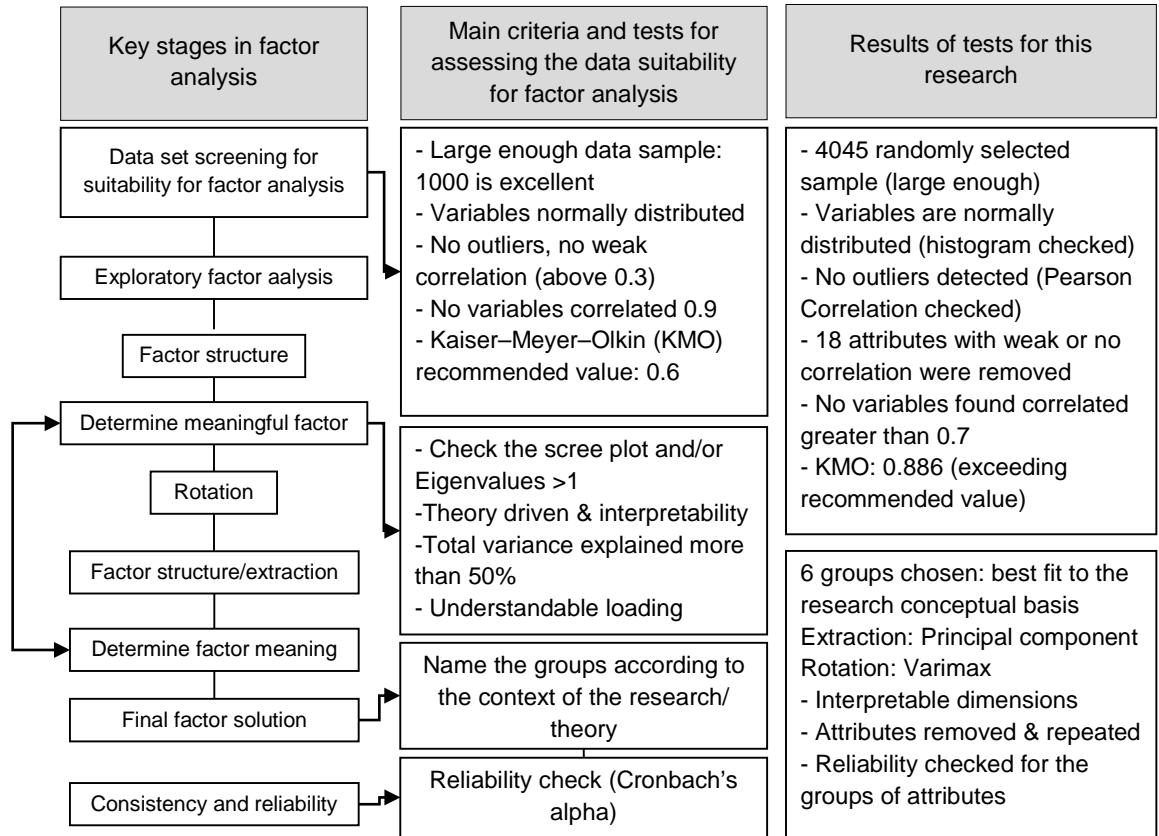 Key stages in factor
analysis
Data set screening for
suitability for factor analysis
Exploratory factor aalysis
Factor structure
Determine meaningful factor
Rotation
Factor structure/extraction
Determine factor meaning
Final factor solution
Consistency and reliability
Main criteria and tests for
assessing the data suitability
for factor analysis
- Large enough data sample:
1000 is excellent
- Variables normally distributed
- No outliers, no weak
correlation (above 0.3)
- No variables correlated 0.9
- Kaiser–Meyer–Olkin (KMO)
recommended value: 0.6
- Check the scree plot and/or
Eigenvalues >1
-Theory driven & interpretability
-Total variance explained more
than 50%
- Understandable loading
Name the groups according to
the context of the research/
theory
Reliability check (Cronbach’s
alpha)
Results of tests for this
research
- 4045 randomly selected
sample (large enough)
- Variables are normally
distributed (histogram checked)
- No outliers detected (Pearson
Correlation checked)
- 18 attributes with weak or no
correlation were removed
- No variables found correlated
greater than 0.7
- KMO: 0.886 (exceeding
recommended value)
6 groups chosen: best fit to the
research conceptual basis
Extraction: Principal component
Rotation: Varimax
- Interpretable dimensions
- Attributes removed & repeated
- Reliability checked for the
groups of attributes